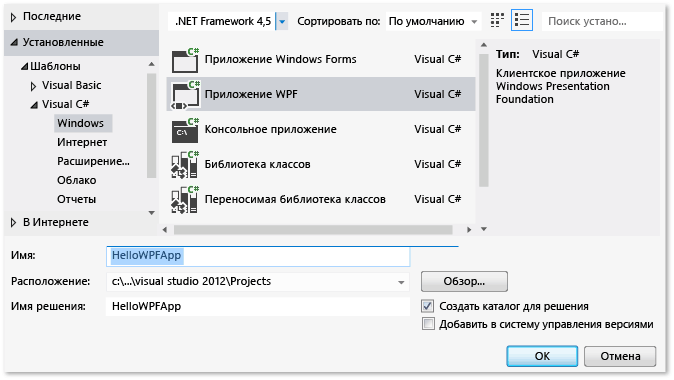 Последние
.NET Framework 4,5
Сортировать по:
По умолчанию
Поиск устано...
Установленные
Шаблоны
Visual Basic
Visual C#
Windows
Интернет
Расширение...
Облако
Отчеты
В Интернете
C#
Приложение Windows Forms
Visual C#
C#
Приложение WPF
Visual C#
C#
C:\
Консольное приложение
Visual C#
C#
Библиотека классов
Visual C#
C#
Переносимая библиотека классов
Visual C#
Тип: Visual C#
Клиентское приложение
Windows Presentation
Foundation
Имя:
HelloWPFApp
Расположение:
c:\...\visual studio 2012\Projects
Обзор...
Имя решения:
HelloWPFApp
Создать каталог для решения
Добавить в систему управления версиями
ОК
Отмена